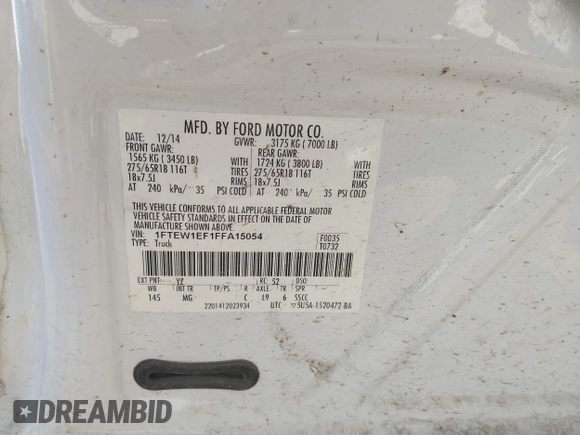 MFD. BY FORD MOTOR CO.
DATE: 12/14 GVWR: 3175 KG ( 7000 LB)
FRONT GAWR: REAR GAWR:
1565 KG ( 3450 LB) WITH 1724 KG ( 3800 LB) WITH
275/65R18 116T TIRES 275/65R18 116T TIRES
18x7.5J RIMS 18x7.5J RIMS
AT 240 kPa/ 35 PSI COLD AT 240 kPa/ 35 PSI COLD
THIS VEHICLE CONFORMS TO ALL APPLICABLE FEDERAL MOTOR
VEHICLE SAFETY STANDARDS IN EFFECT ON THE DATE OF
MANUFACTURE SHOWN ABOVE.
VIN: 1FTEW1EF1FFA15054 F0035
TYPE: Truck T0732
EXT PNT: YZ RC: 52 DSO:
WB INT TR TP/PS R AXLE TR SPR
145 MG C L9 6 SSCC
2201412023934 UTC 5U5A-1520472-BA
DREAMBID